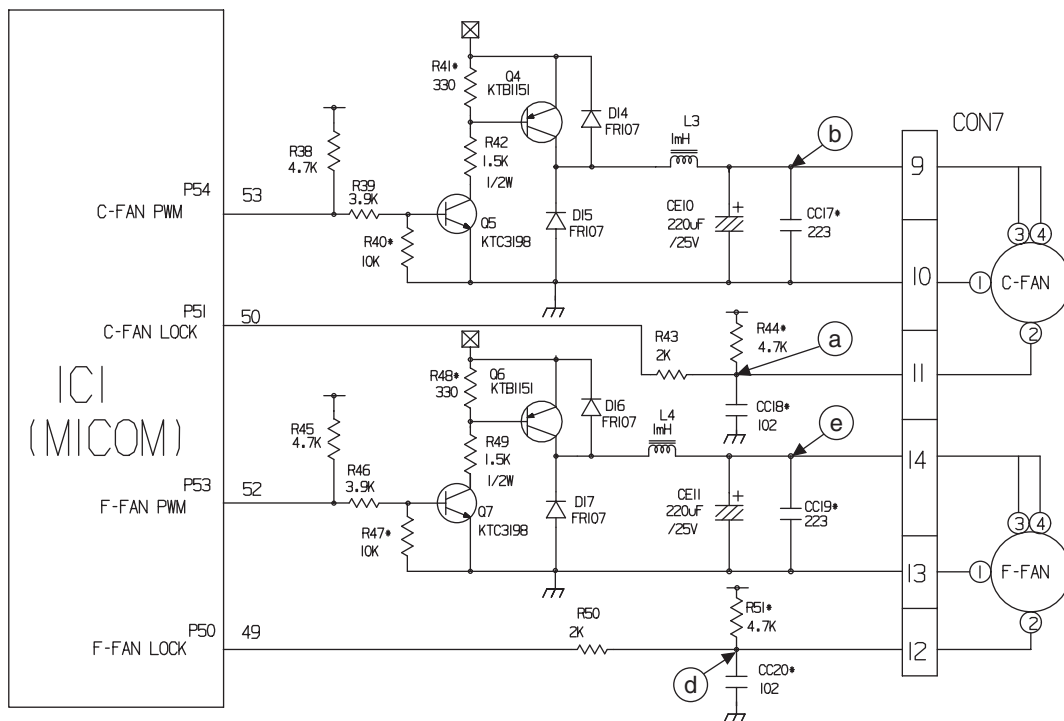 R41*
330
Q4
KTB1151
D14
FR107
L3
1mH
b
CON7
R38
4.7K
R42
1.5K
1/2W
9
P54
53
R39
3.9K
C-FAN PWM
Q5
KTC3198
D15
FR107
CE10
220uF
/25V
+
CC17*
223
3
4
R40*
10K
10
1
C-FAN
P51
50
C-FAN LOCK
R43
2K
R44*
4.7K
a
2
11
IC1
(MICOM)
R48*
330
Q6
KTB1151
D16
FR107
CC18*
102
L4
1mH
e
R45
4.7K
R49
1.5K
1/2W
14
P53
52
R46
3.9K
F-FAN PWM
Q7
KTC3198
D17
FR107
CE11
220uF
/25V
+
CC19*
223
3
4
R47*
10K
13
1
F-FAN
P50
49
F-FAN LOCK
R50
2K
R51*
4.7K
2
12
d
CC20*
102